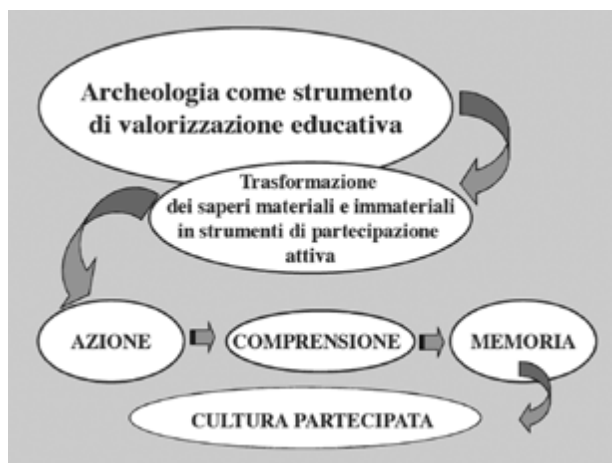 Archeologia come strumento
di valorizzazione educativa
Trasformazione
dei saperi materiali e immateriali
in strumenti di partecipazione
attiva
AZIONE
COMPRENSIONE
MEMORIA
CULTURA PARTECIPATA